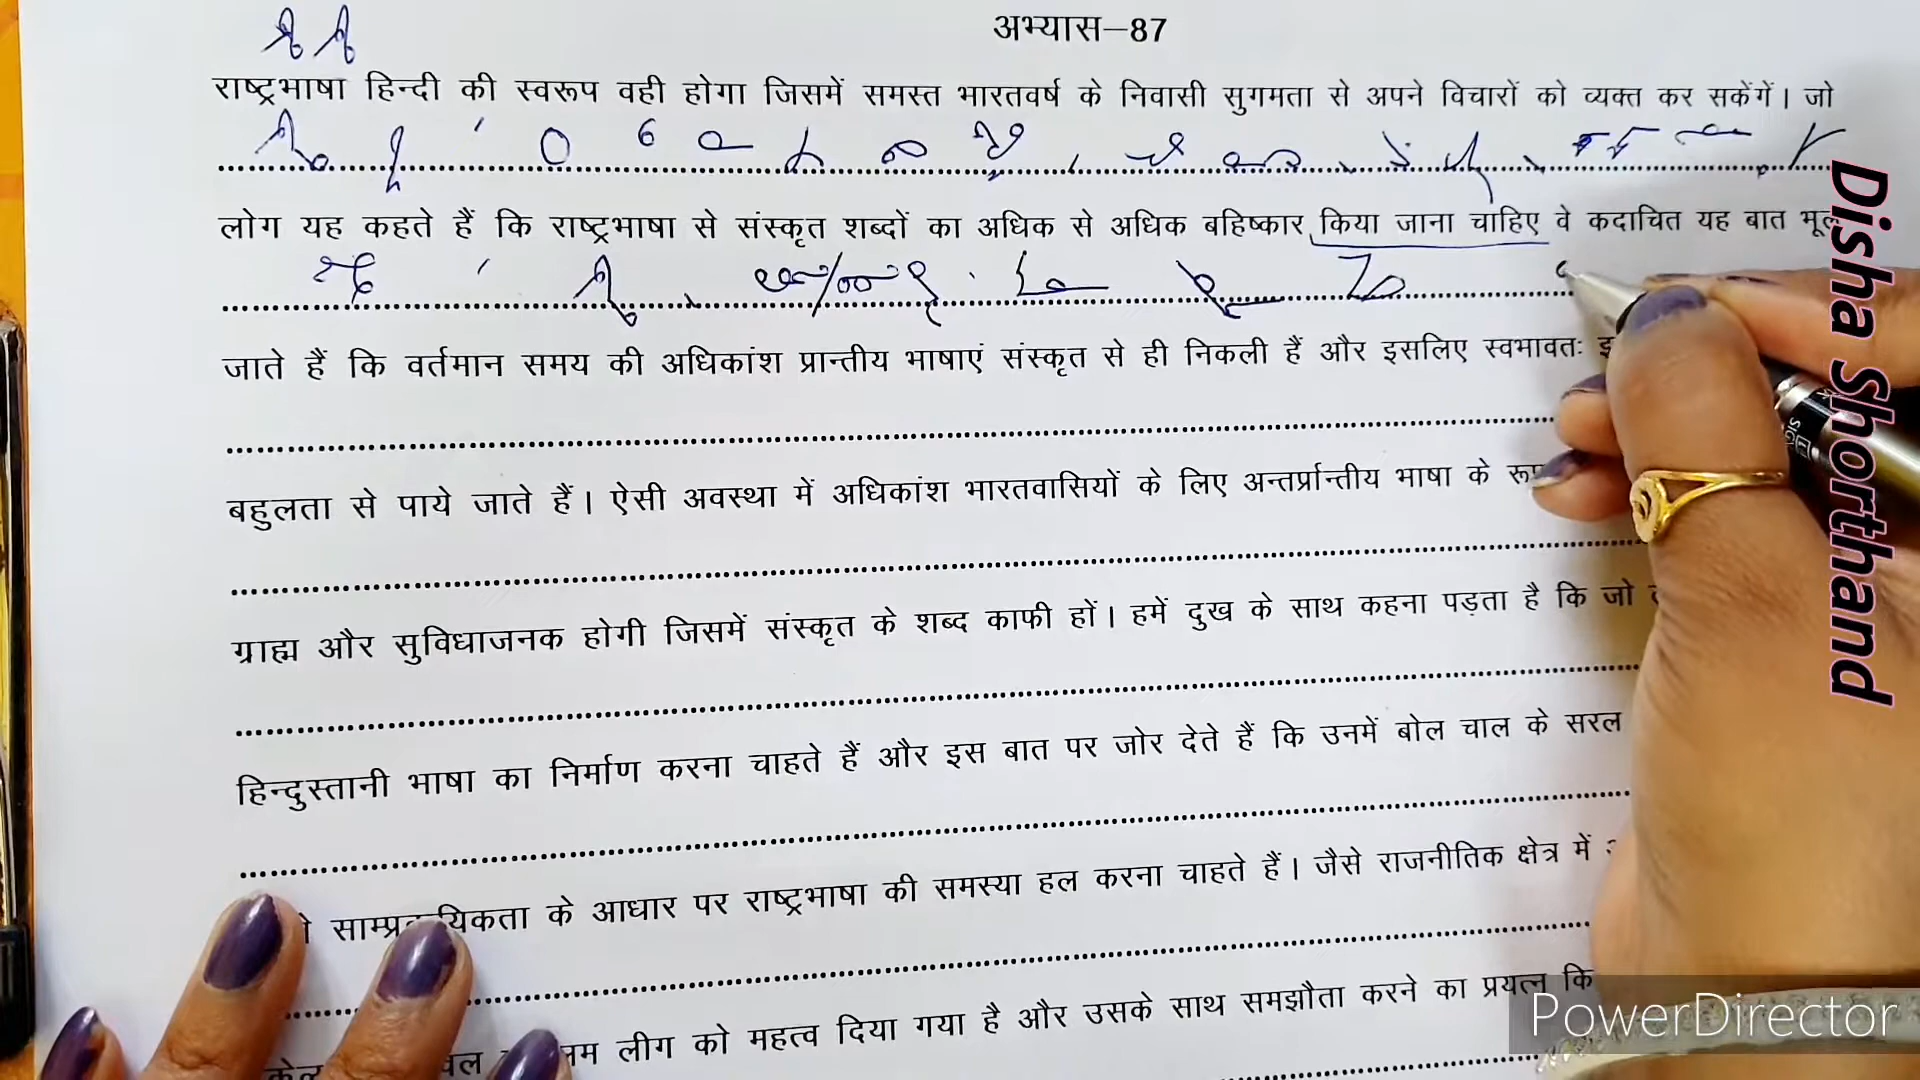 अभ्यास–87
राष्ट्रभाषा हिन्दी की स्वरूप वही होगा जिसमें समस्त भारतवर्ष के निवासी सुगमता से अपने विचारों को व्यक्त कर सकेंगें। जो
लोग यह कहते हैं कि राष्ट्रभाषा से संस्कृत शब्दों का अधिक से अधिक बहिष्कार किया जाना चाहिए वे कदाचित यह बात भूल
जाते हैं कि वर्तमान समय की अधिकांश प्रान्तीय भाषाएं संस्कृत से ही निकली हैं और इसलिए स्वभावतः
बहुलता से पाये जाते हैं। ऐसी अवस्था में अधिकांश भारतवासियों के लिए अन्तर्प्रान्तीय भाषा के
ग्राह्म और सुविधाजनक होगी जिसमें संस्कृत के शब्द काफी हों। हमें दुख के साथ कहना पड़ता है कि जो
हिन्दुस्तानी भाषा का निर्माण करना चाहते हैं और इस बात पर जोर देते हैं कि उनमें बोल चाल के सरल
के आधार पर राष्ट्रभाषा की समस्या हल करना चाहते हैं। जैसे राजनीतिक क्षेत्र में
लीग को महत्व दिया गया है और उसके साथ समझौता करने का प्रयत्न
Disha Shorthand
PowerDirector